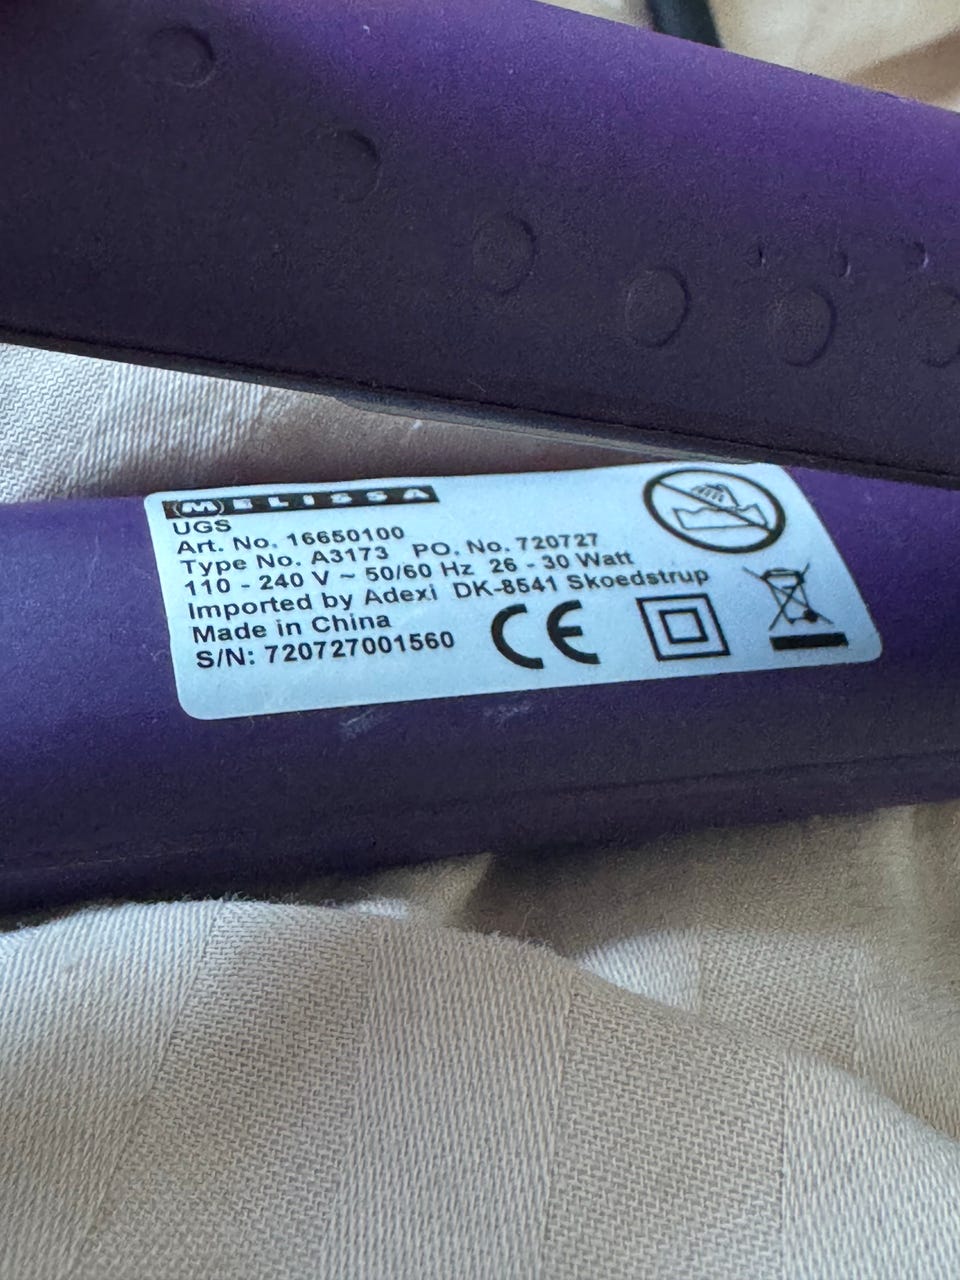 MELISSA
UGS
Art. No. 16650100
Type No. A3173 PO. No. 720727
110 - 240 V ~ 50/60 Hz 26 - 30 Watt
Imported by Adexi DK-8541 Skoedstrup
Made in China
S/N: 720727001560
CE